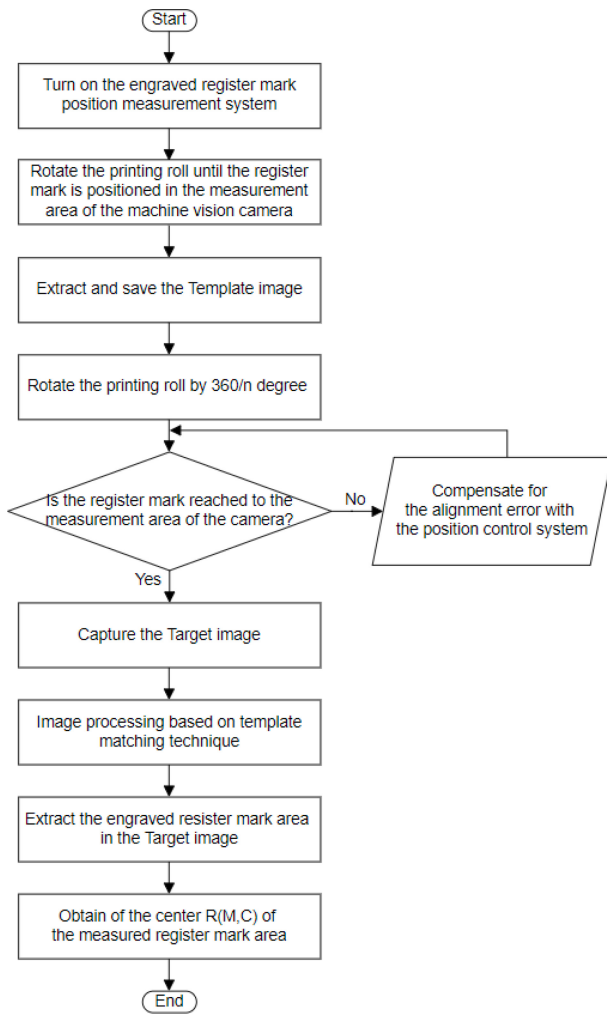 Start
Turn on the engraved register mark
position measurement system
Rotate the printing roll until the register
mark is positioned in the measurement
area of the machine vision camera
Extract and save the Template image
Rotate the printing roll by 360/n degree
Is the register mark reached to the
measurement area of the camera?
No
Compensate for
the alignment error with
the position control system
Yes
Capture the Target image
Image processing based on template
matching technique
Extract the engraved resister mark area
in the Target image
Obtain of the center R(M,C) of
the measured register mark area
End